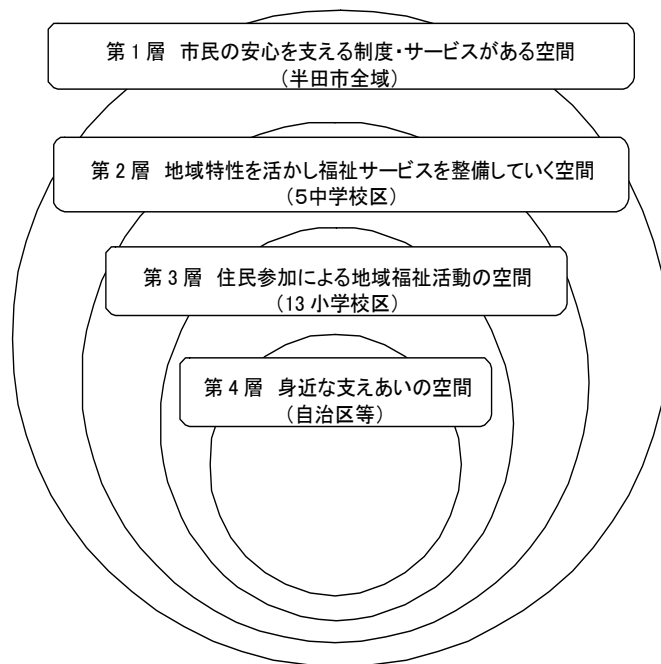 第１層 市民の安心を支える制度・サービスがある空間
（半田市全域）
第２層 地域特性を活かし福祉サービスを整備していく空間
（５中学校区）
第３層 住民参加による地域福祉活動の空間
（13 小学校区）
第４層 身近な支えあいの空間
（自治区等）